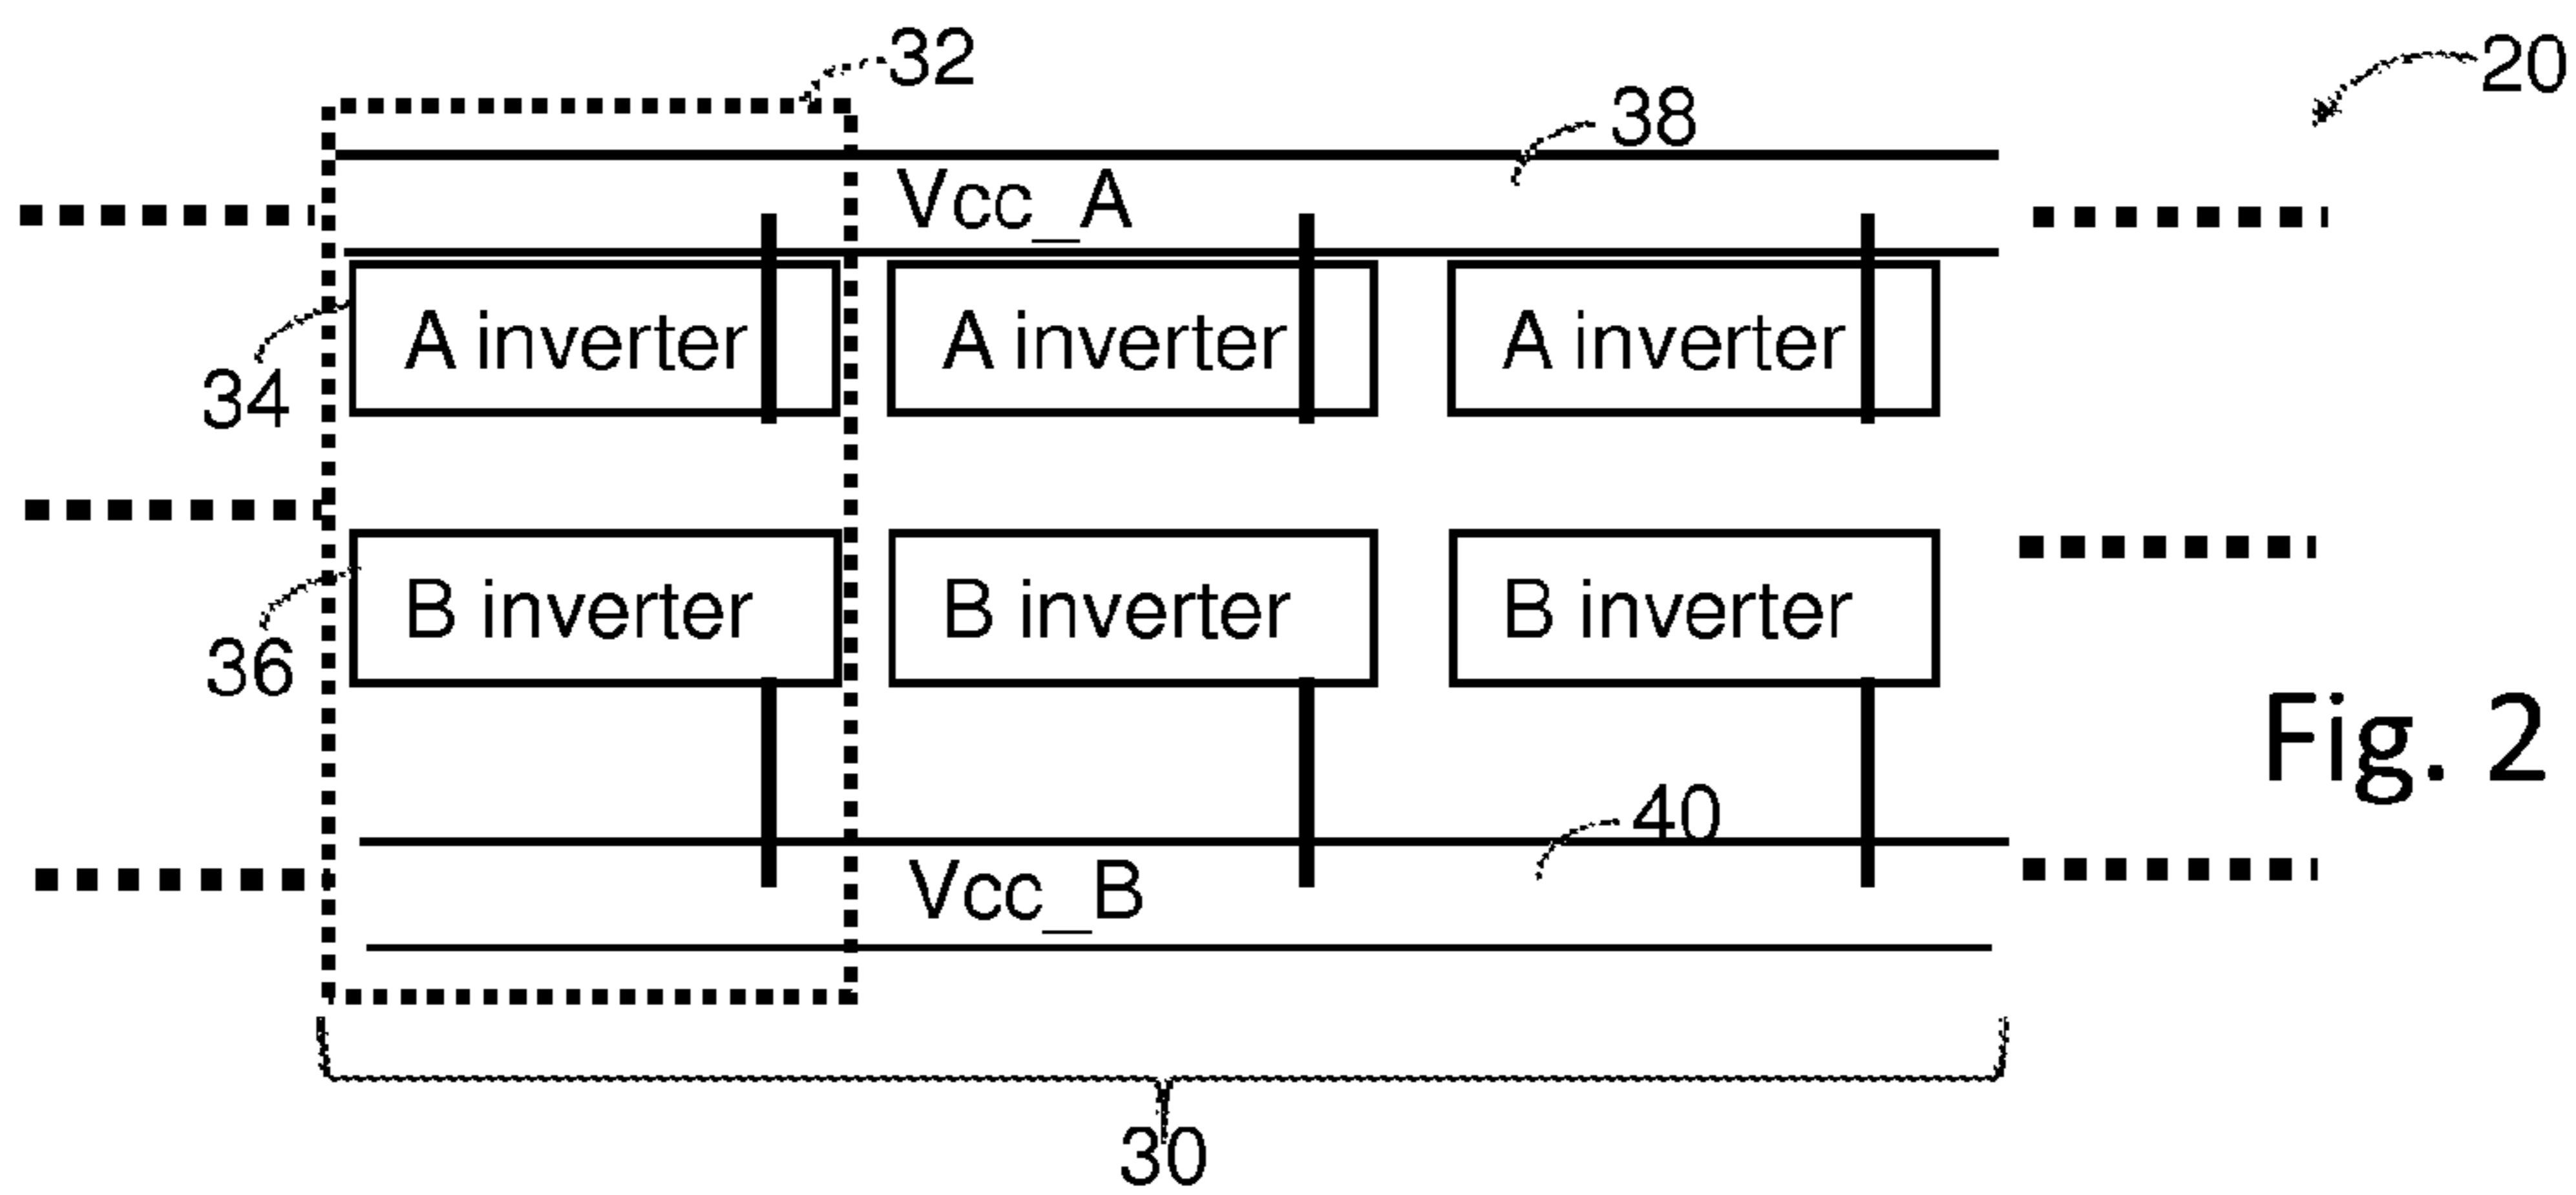 32
20
38
Vcc_A
A inverter A inverter A inverter
34
B inverter B inverter B inverter
36
Fig. 2
40
Vcc_B
30